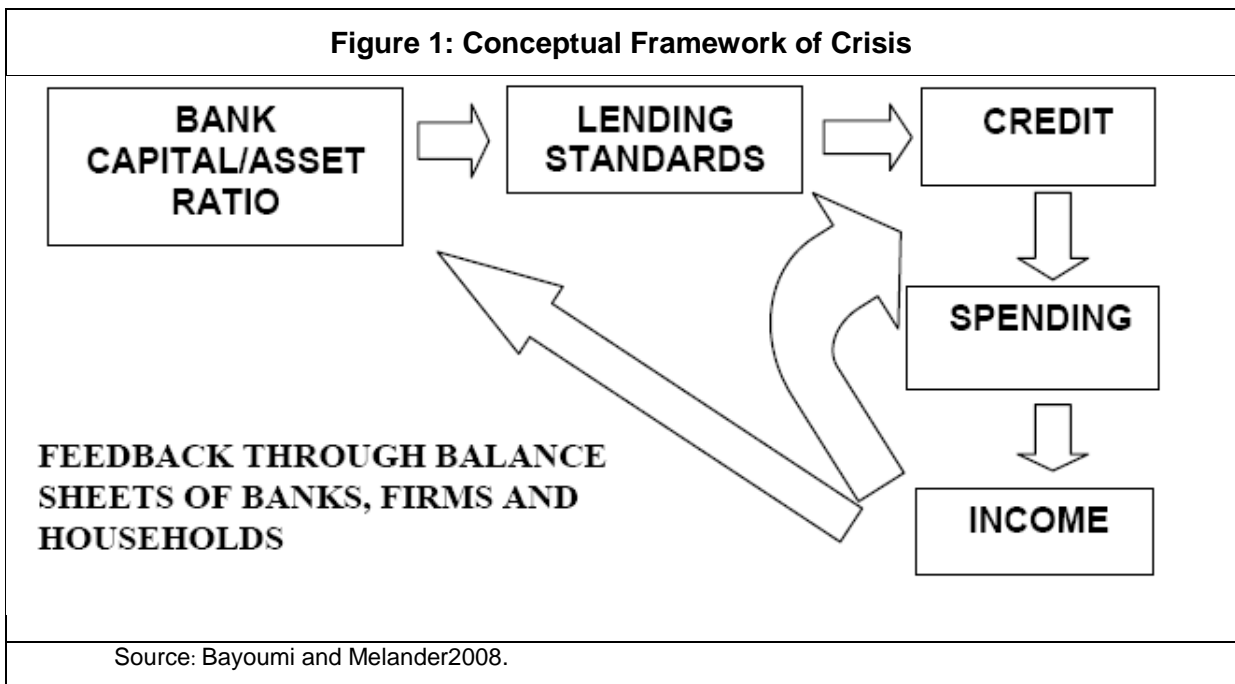 Figure 1: Conceptual Framework of Crisis
BANK
CAPITAL/ASSET
RATIO
LENDING
STANDARDS
CREDIT
SPENDING
INCOME
FEEDBACK THROUGH BALANCE
SHEETS OF BANKS, FIRMS AND
HOUSEHOLDS
Source: Bayoumi and Melander2008.